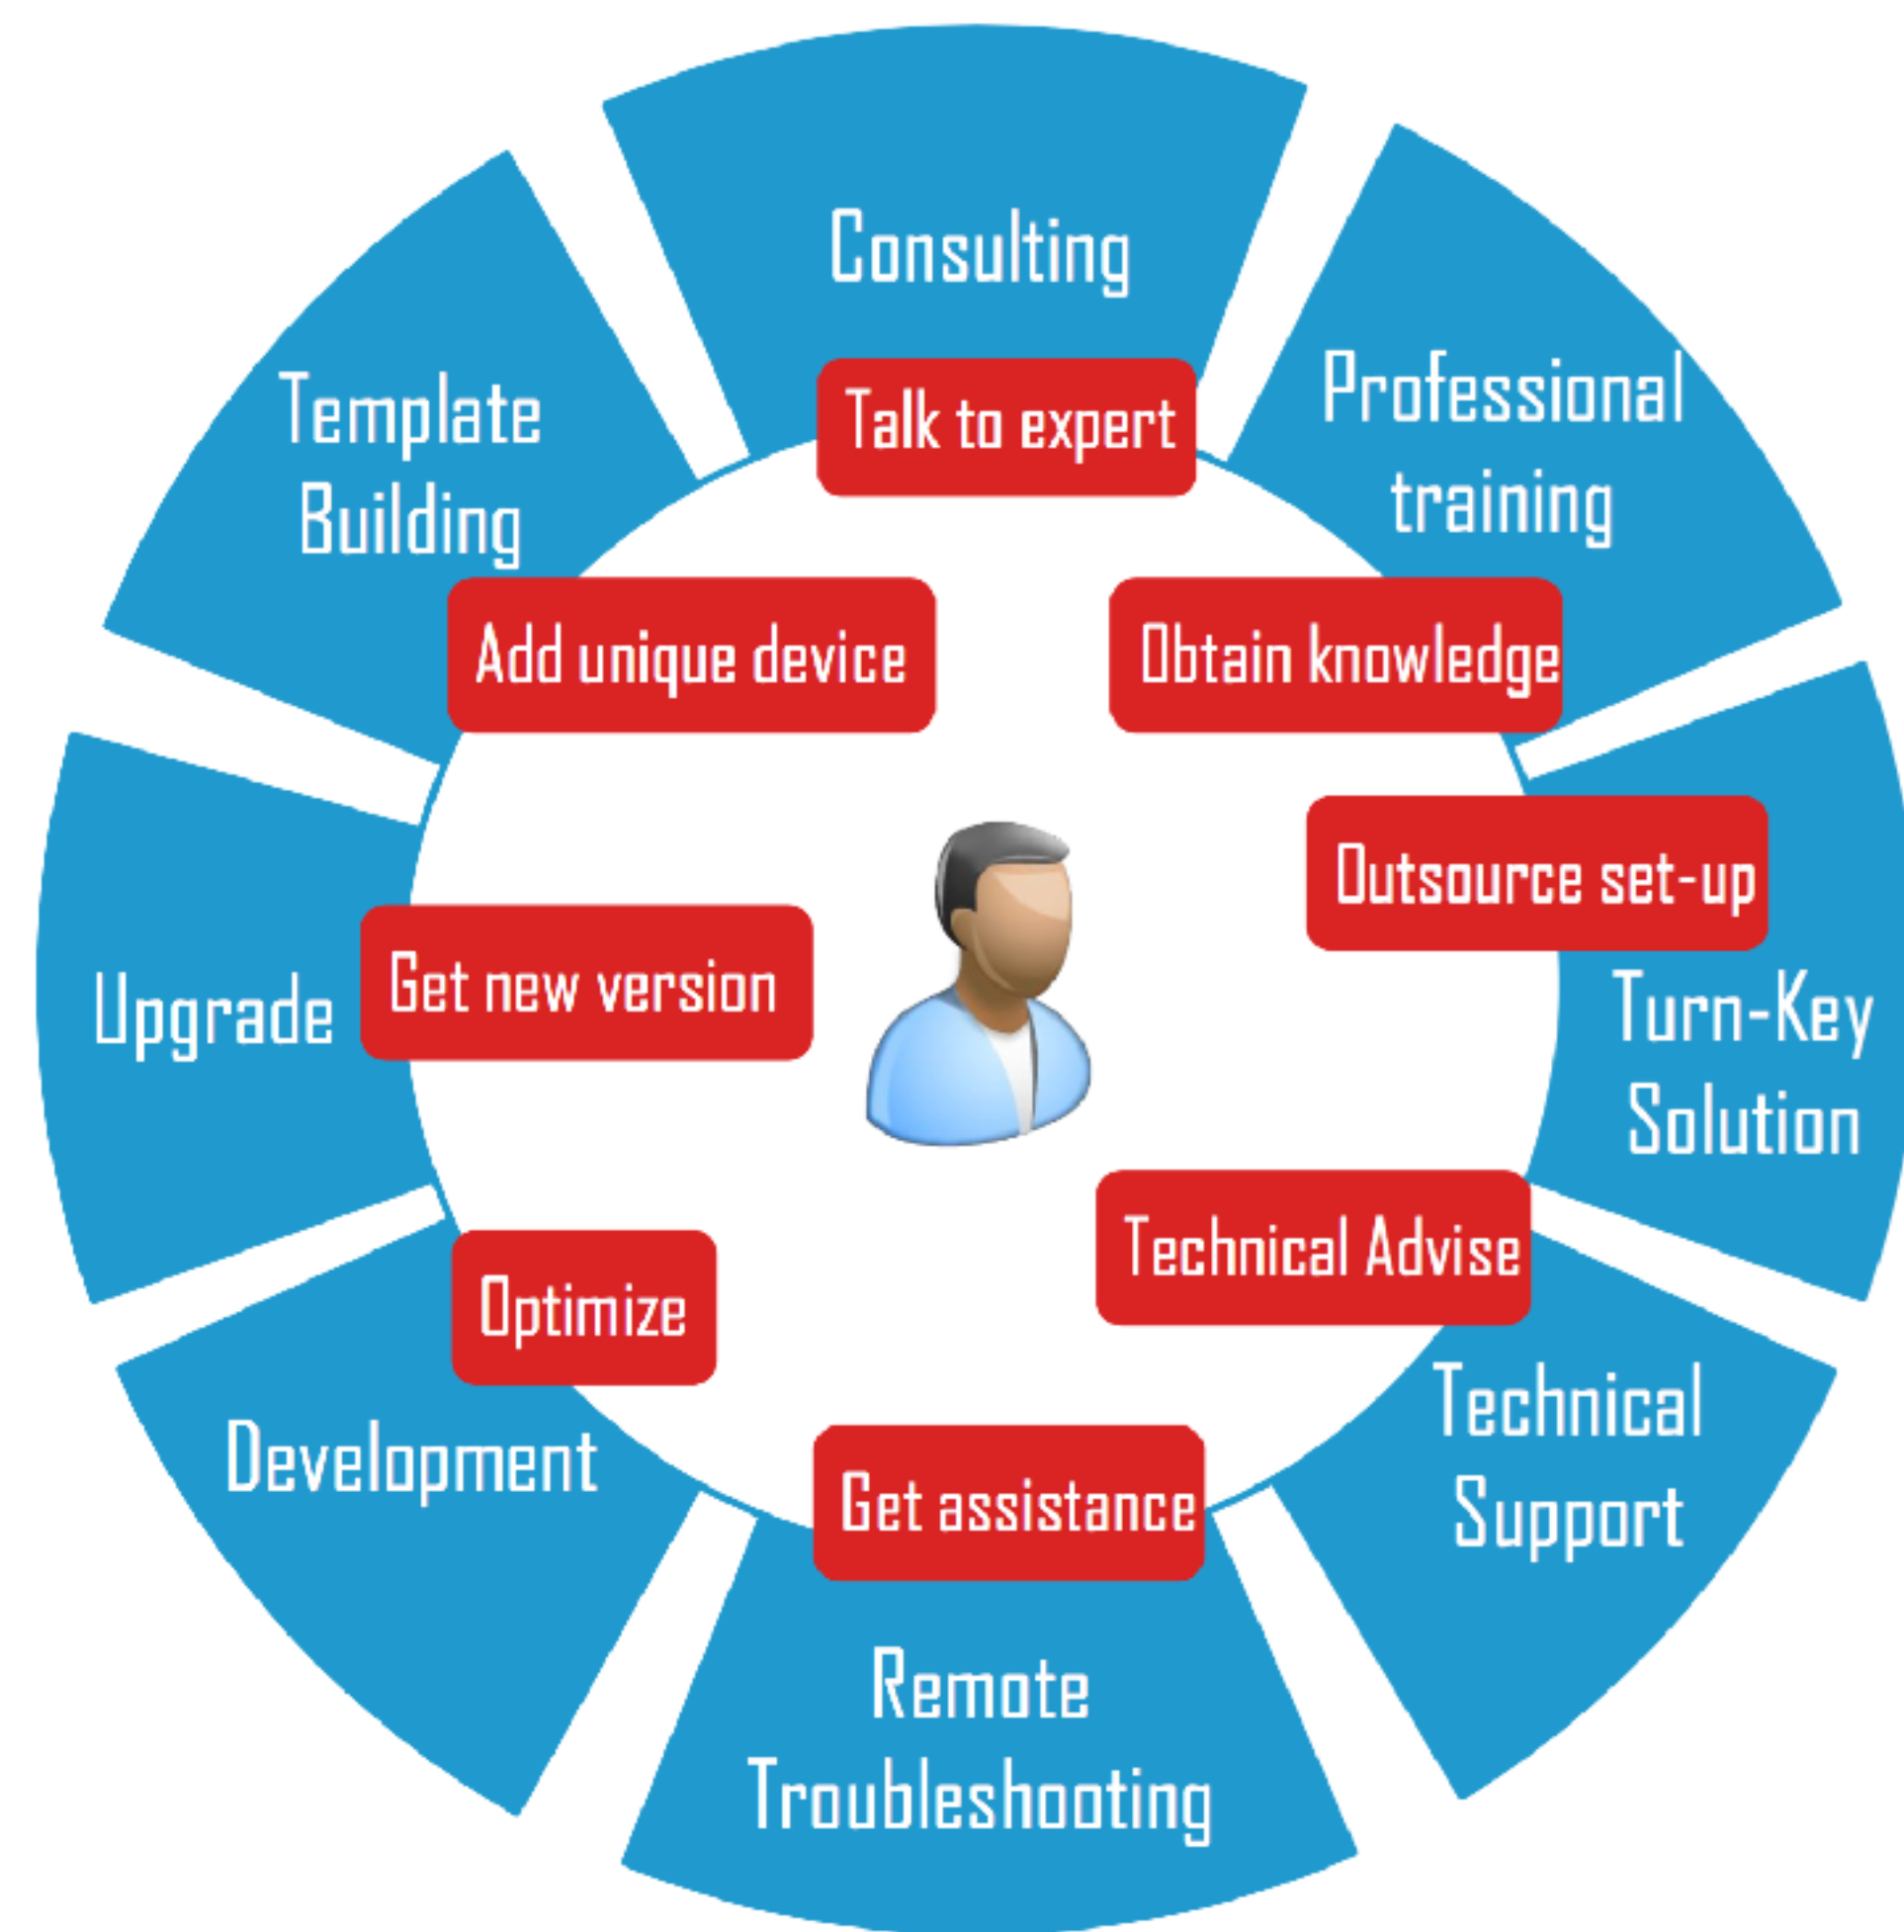 Consulting
Talk to expert
Professional
training
Obtain knowledge
Outsource set-up
Turn-Key
Solution
Technical Advise
Technical
Support
Get assistance
Remote
Troubleshooting
Optimize
Development
Get new version
Upgrade
Template
Building
Add unique device